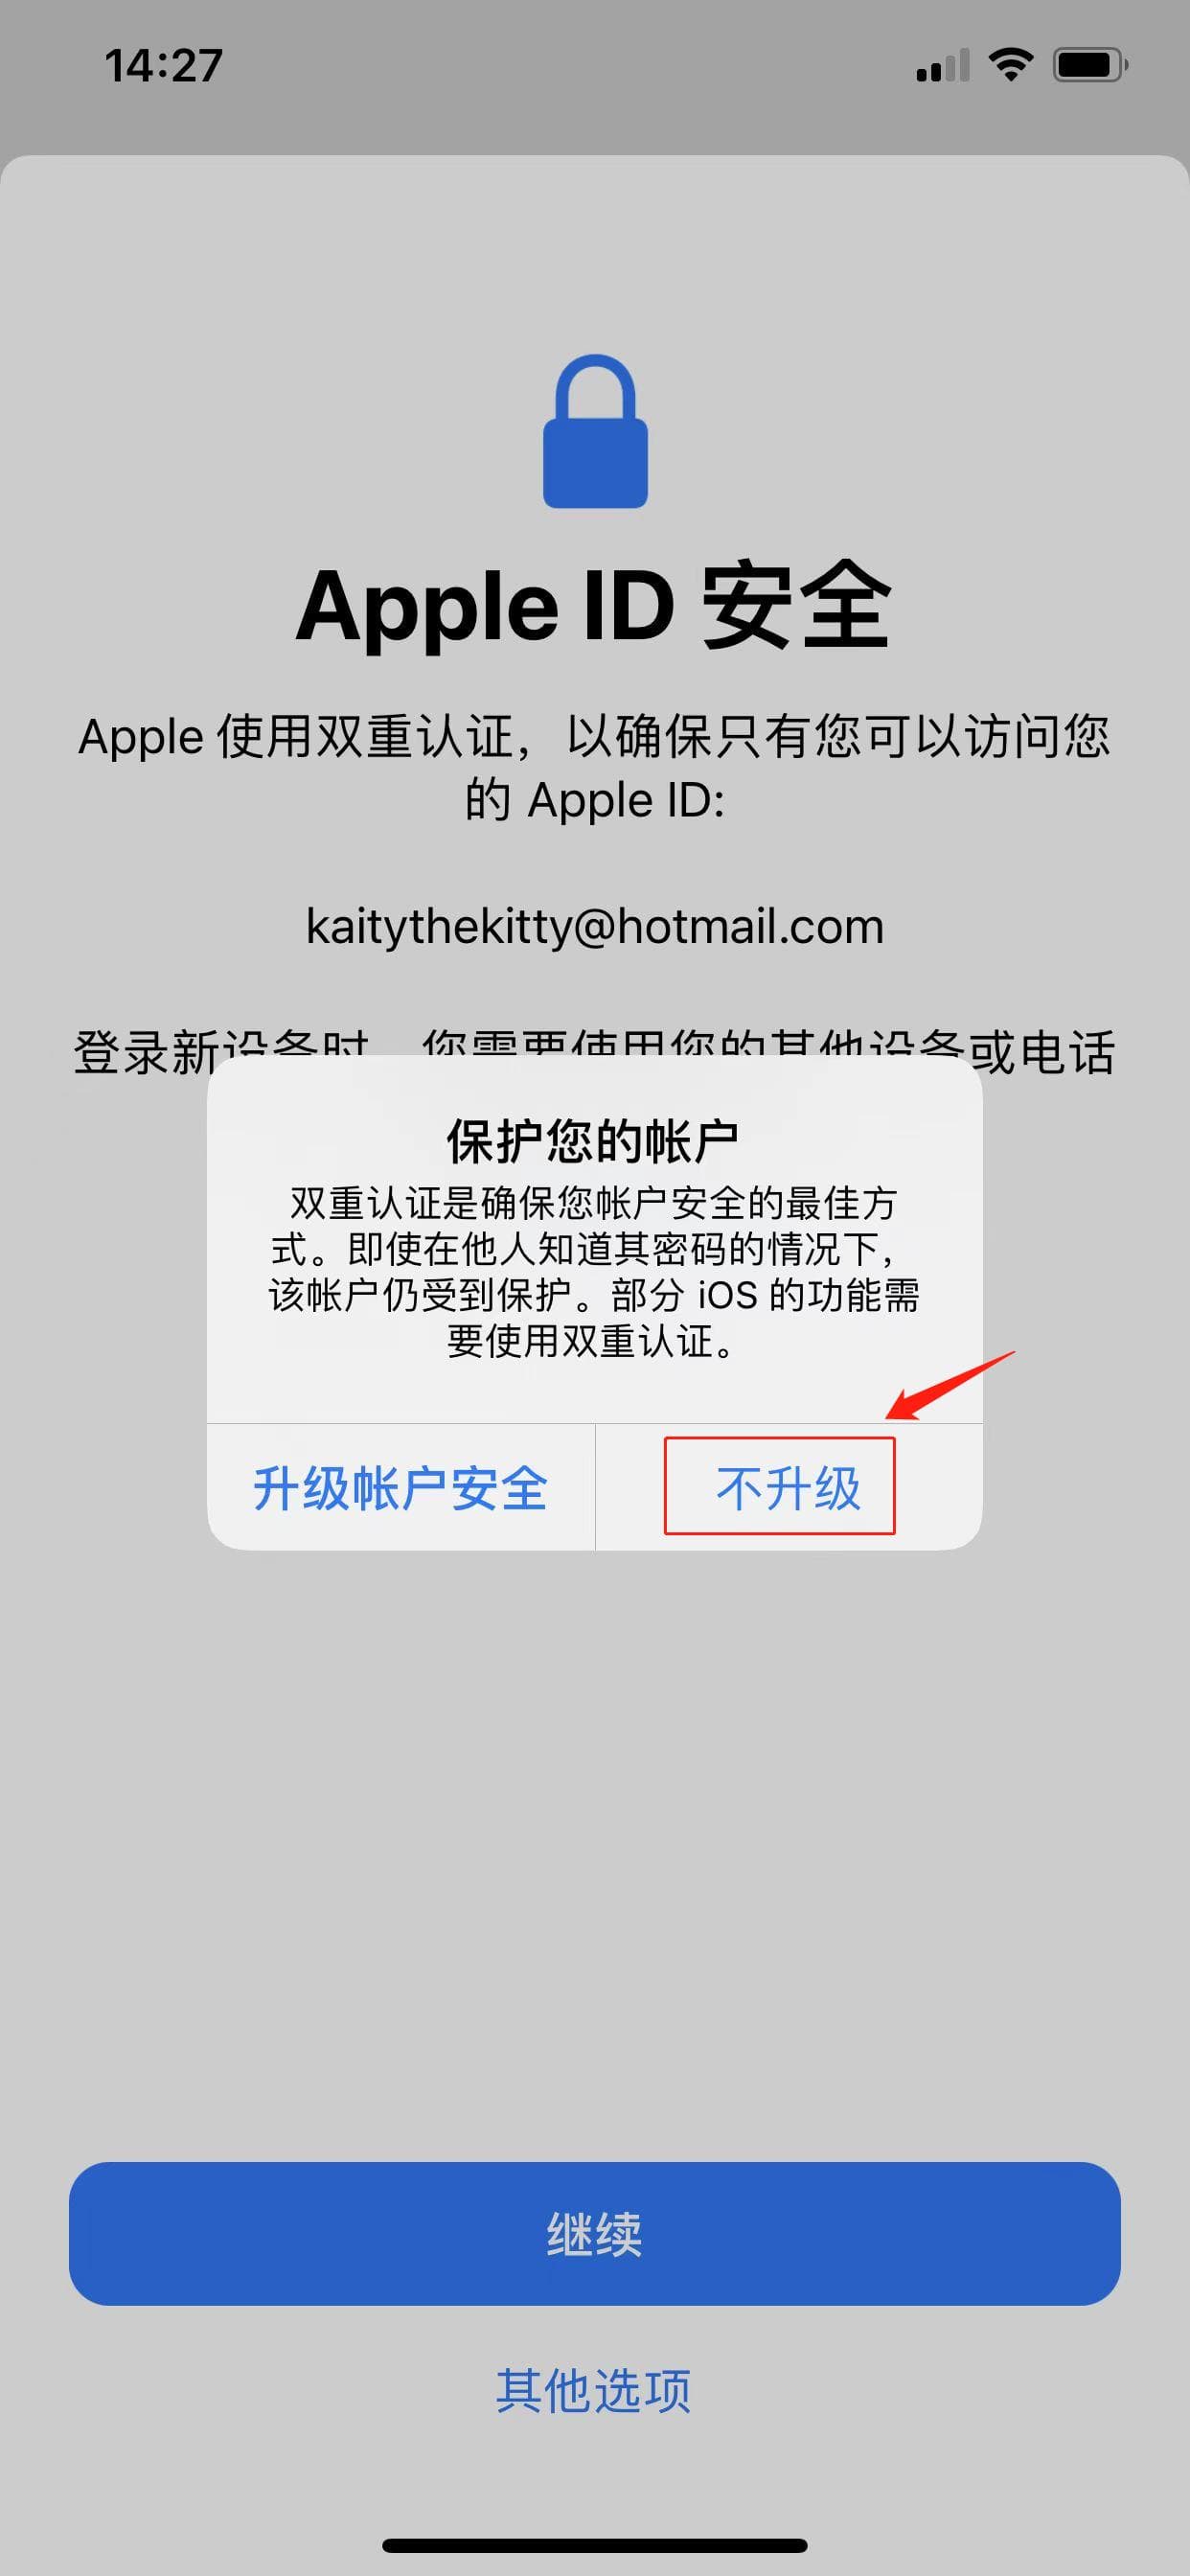 14:27
Apple ID 安全
Apple 使用双重认证，以确保只有您可以访问您
的 Apple ID:
kaitythekitty@hotmail.com
登录新设备时，您需要使用您的其他设备或电话
保护您的帐户
双重认证是确保您帐户安全的最佳方
式。即使在他人知道其密码的情况下，
该帐户仍受到保护。部分 iOS 的功能需
要使用双重认证。
升级帐户安全
不升级
继续
其他选项